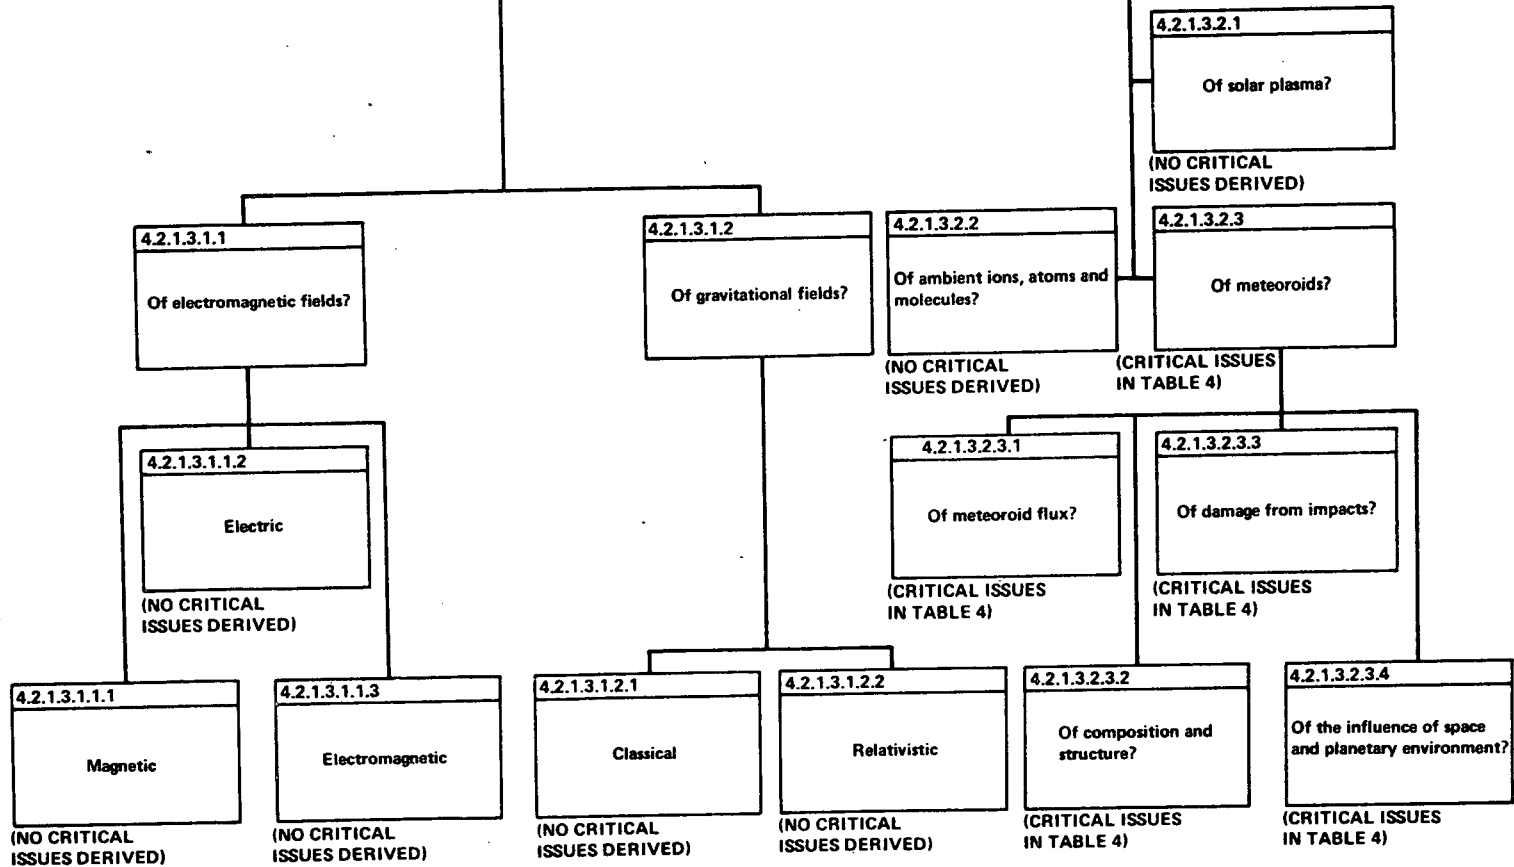 4.2.1.3.2.1
Of solar plasma?
(NO CRITICAL
ISSUES DERIVED)
4.2.1.3.1.1
Of electromagnetic fields?
4.2.1.3.1.2
Of gravitational fields?
4.2.1.3.2.2
Of ambient ions, atoms and
molecules?
(NO CRITICAL
ISSUES DERIVED)
4.2.1.3.2.3
Of meteoroids?
(CRITICAL ISSUES
IN TABLE 4)
4.2.1.3.1.1.2
Electric
(NO CRITICAL
ISSUES DERIVED)
4.2.1.3.2.3.1
Of meteoroid flux?
(CRITICAL ISSUES
IN TABLE 4)
4.2.1.3.2.3.3
Of damage from impacts?
(CRITICAL ISSUES
IN TABLE 4)
4.2.1.3.1.1.1
Magnetic
(NO CRITICAL
ISSUES DERIVED)
4.2.1.3.1.1.3
Electromagnetic
(NO CRITICAL
ISSUES DERIVED)
4.2.1.3.1.2.1
Classical
(NO CRITICAL
ISSUES DERIVED)
4.2.1.3.1.2.2
Relativistic
(NO CRITICAL
ISSUES DERIVED)
4.2.1.3.2.3.2
Of composition and
structure?
(CRITICAL ISSUES
IN TABLE 4)
4.2.1.3.2.3.4
Of the influence of space
and planetary environment?
(CRITICAL ISSUES
IN TABLE 4)